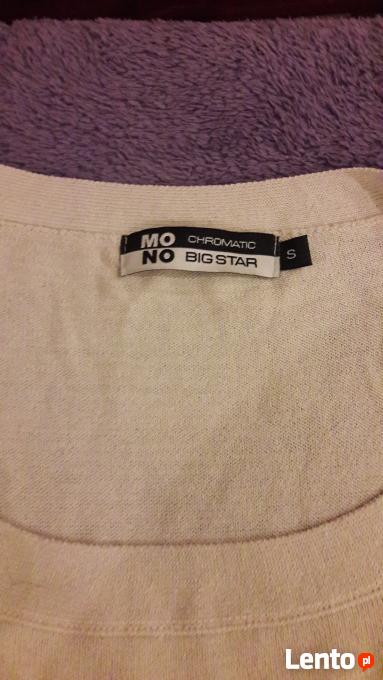 MO CHROMATIC
NO BIG STAR
S
Lento pl